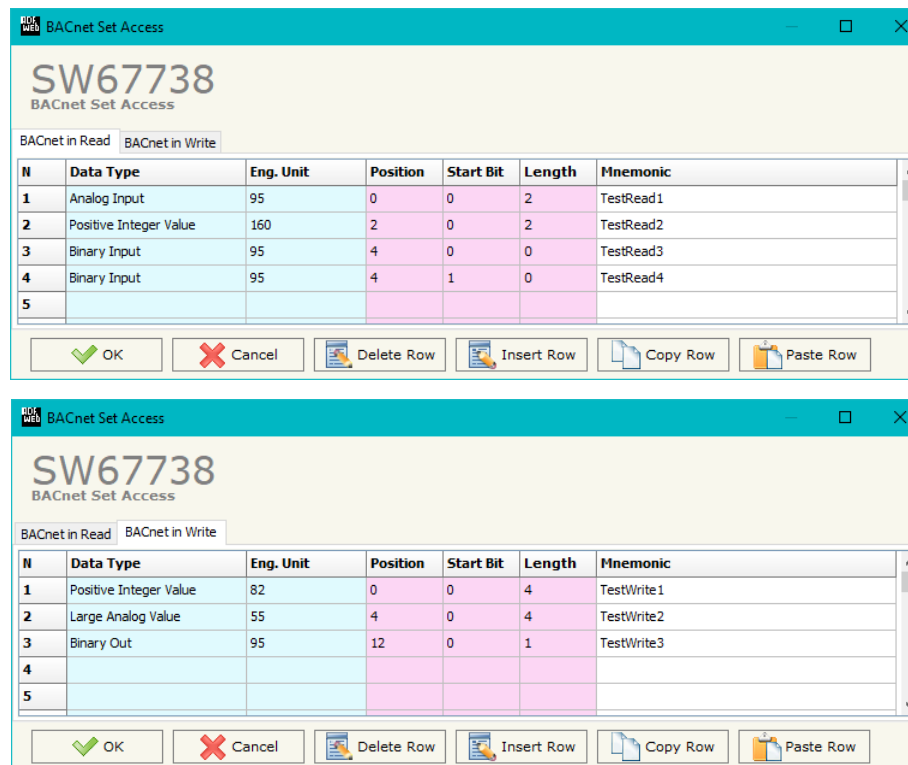 ADF WEB BACnet Set Access
SW67738
BACnet Set Access
BACnet in Read BACnet in Write
N Data Type Eng. Unit Position Start Bit Length Mnemonic
1 Analog Input 95 0 0 2 TestRead1
2 Positive Integer Value 160 2 0 2 TestRead2
3 Binary Input 95 4 0 0 TestRead3
4 Binary Input 95 4 1 0 TestRead4
5
OK Cancel Delete Row Insert Row Copy Row Paste Row
ADF WEB BACnet Set Access
SW67738
BACnet Set Access
BACnet in Read BACnet in Write
N Data Type Eng. Unit Position Start Bit Length Mnemonic
1 Positive Integer Value 82 0 0 4 TestWrite1
2 Large Analog Value 55 4 0 4 TestWrite2
3 Binary Out 95 12 0 1 TestWrite3
4
5
OK Cancel Delete Row Insert Row Copy Row Paste Row